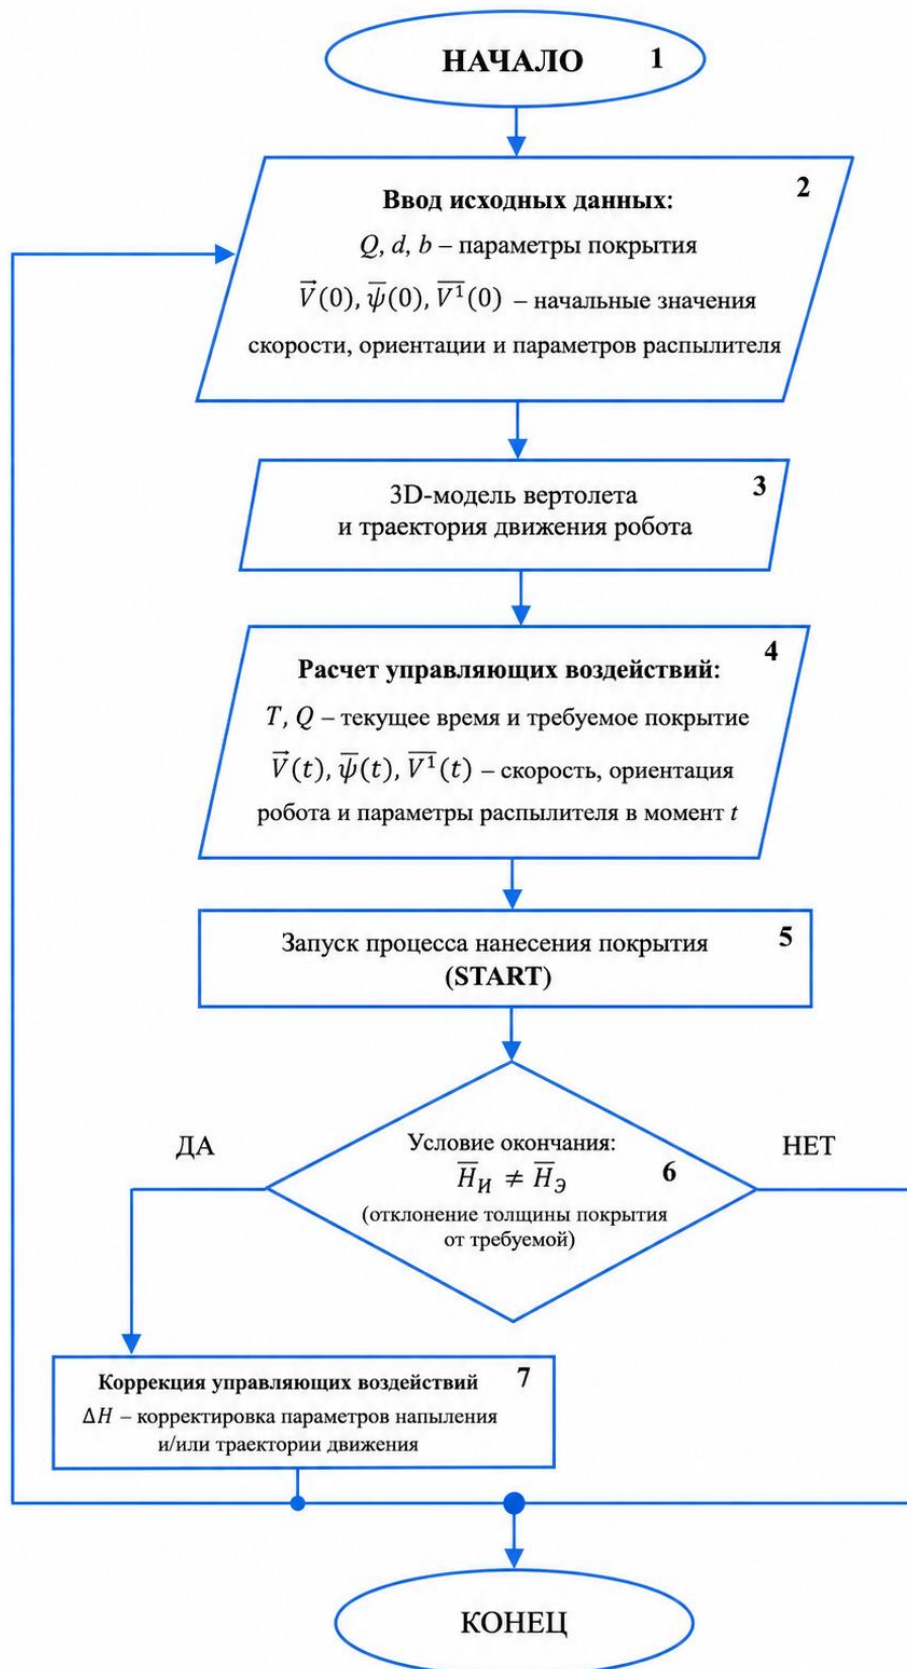 НАЧАЛО 1
2
Ввод исходных данных:
Q, d, b – параметры покрытия
V⃗(0), ψ̅(0), V̅¹(0) – начальные значения
скорости, ориентации и параметров распылителя
3
3D-модель вертолета
и траектория движения робота
4
Расчет управляющих воздействий:
T, Q – текущее время и требуемое покрытие
V⃗(t), ψ̅(t), V̅¹(t) – скорость, ориентация
робота и параметры распылителя в момент t
5
Запуск процесса нанесения покрытия
(START)
ДА
НЕТ
Условие окончания:
6
H̅И ≠ H̅Э
(отклонение толщины покрытия
от требуемой)
7
Коррекция управляющих воздействий
ΔH – корректировка параметров напыления
и/или траектории движения
КОНЕЦ